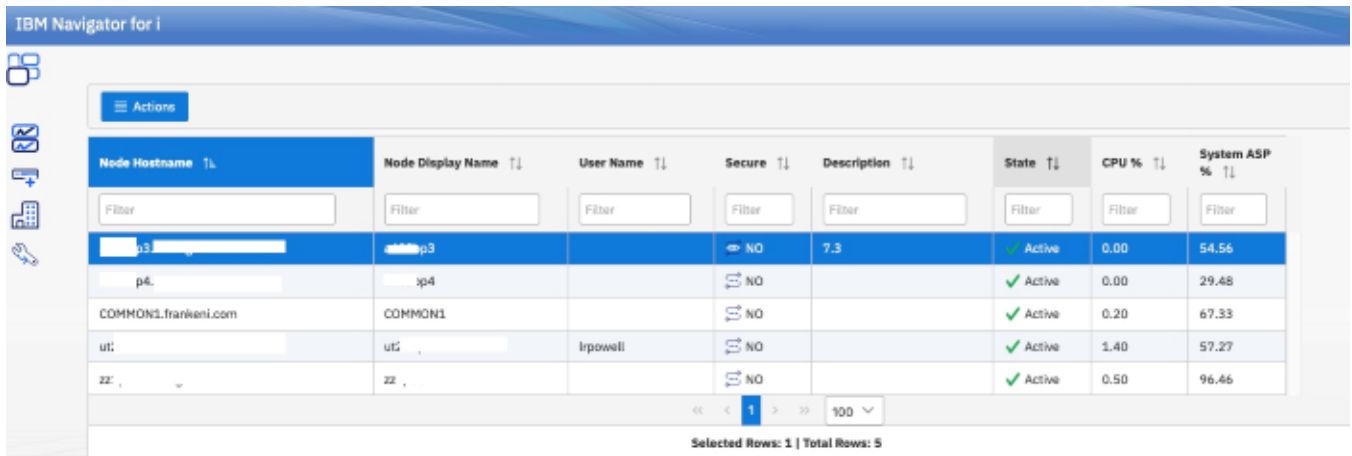 IBM Navigator for i
Actions
Node Hostname Node Display Name User Name Secure Description State CPU % System ASP %
Filter Filter Filter Filter Filter Filter Filter Filter
p3. p3 NO 7.3 Active 0.00 54.56
p4. p4 NO Active 0.00 29.48
COMMON1.frankeni.com COMMON1 NO Active 0.20 67.33
lrpowell NO Active 1.40 57.27
zz NO Active 0.50 96.46
<< < 1 > >> 100
Selected Rows: 1 | Total Rows: 5